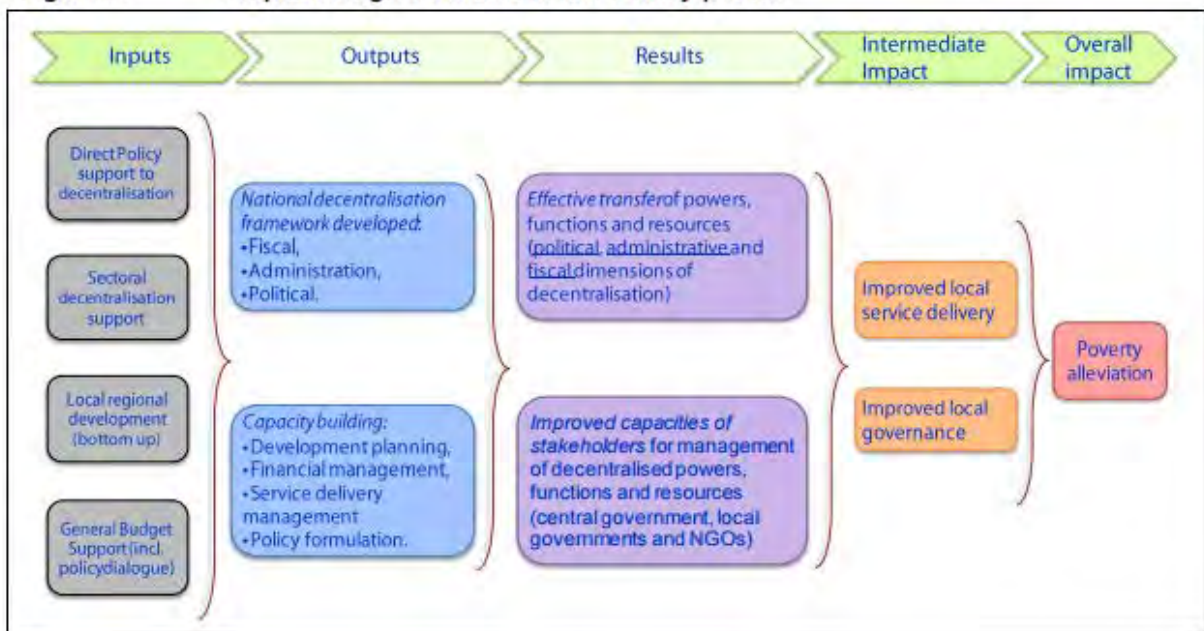 Inputs
Outputs
Results
Intermediate
Impact
Overall
impact
Direct Policy
support to
decentralisation
Sectoral
decentralisation
support
Local regional
development
(bottom up)
General Budget
Support (incl.
policydialogue)
National decentralisation
framework developed:
•Fiscal,
•Administration,
•Political.
Capacity building:
•Development planning,
•Financial management,
•Service delivery
management
•Policy formulation.
Effective transferof powers,
functions and resources
(political, administrative and
fiscal dimensions of
decentralisation)
Improved capacities of
stakeholders for management
of decentralised powers,
functions and resources
(central government, local
governments and NGOs)
Improved local
service delivery
Improved local
governance
Poverty
alleviation